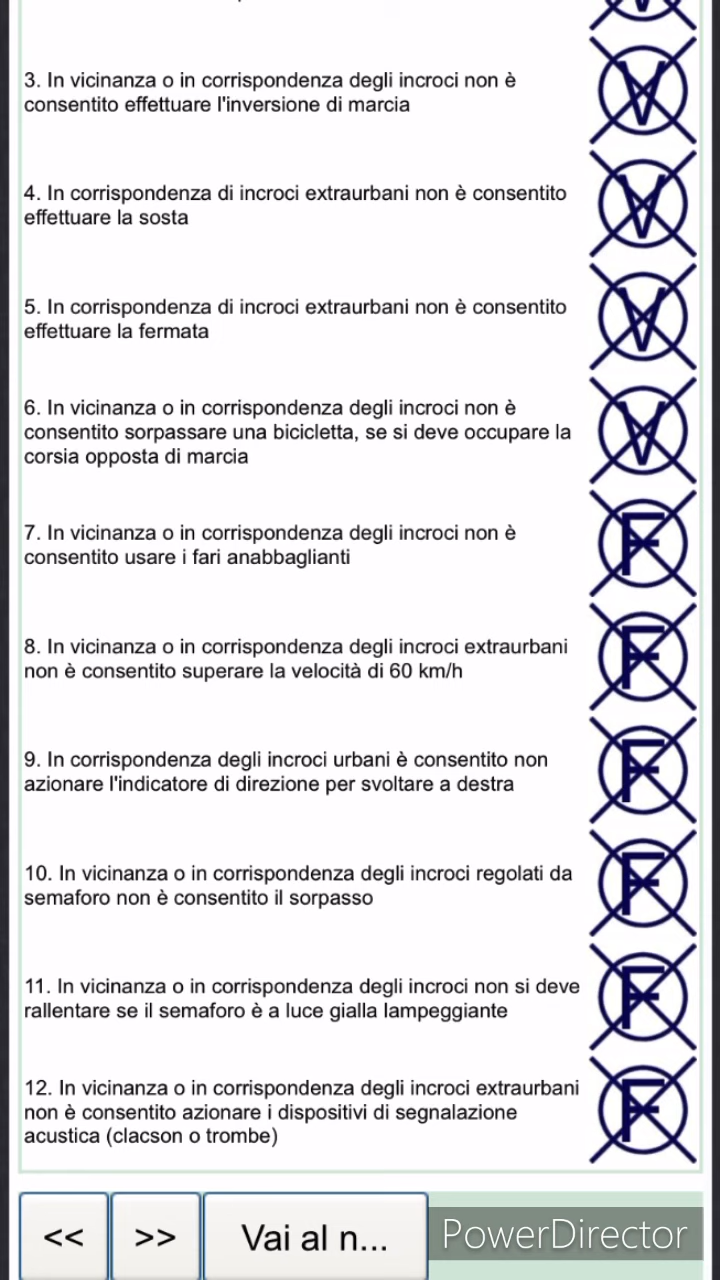 V
3. In vicinanza o in corrispondenza degli incroci non è
consentito effettuare l'inversione di marcia
V
4. In corrispondenza di incroci extraurbani non è consentito
effettuare la sosta
V
5. In corrispondenza di incroci extraurbani non è consentito
effettuare la fermata
V
6. In vicinanza o in corrispondenza degli incroci non è
consentito sorpassare una bicicletta, se si deve occupare la
corsia opposta di marcia
V
7. In vicinanza o in corrispondenza degli incroci non è
consentito usare i fari anabbaglianti
F
8. In vicinanza o in corrispondenza degli incroci extraurbani
non è consentito superare la velocità di 60 km/h
F
9. In corrispondenza degli incroci urbani è consentito non
azionare l'indicatore di direzione per svoltare a destra
F
10. In vicinanza o in corrispondenza degli incroci regolati da
semaforo non è consentito il sorpasso
F
11. In vicinanza o in corrispondenza degli incroci non si deve
rallentare se il semaforo è a luce gialla lampeggiante
F
12. In vicinanza o in corrispondenza degli incroci extraurbani
non è consentito azionare i dispositivi di segnalazione
acustica (clacson o trombe)
F
<< >> Vai al n... PowerDirector